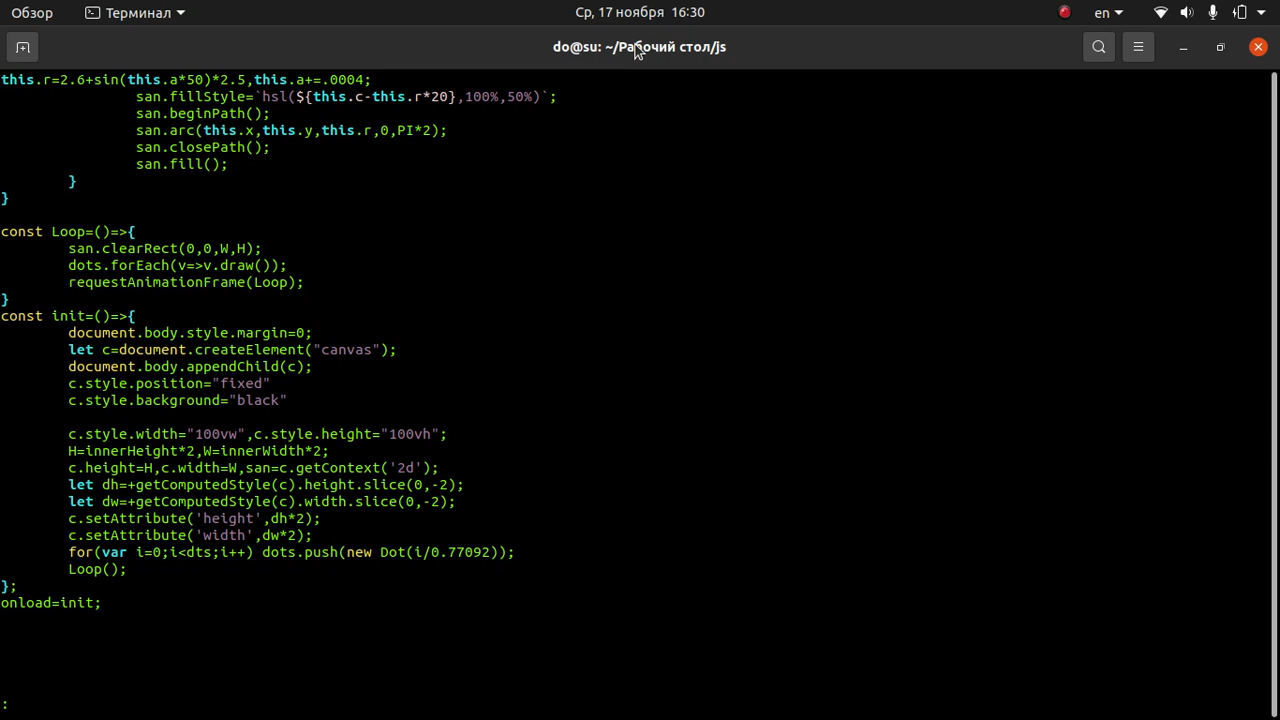 Обзор
Терминал
Ср, 17 ноября 16:30
en
do@su: ~/Рабочий стол/js
this.r=2.6+sin(this.a*50)*2.5,this.a+=.0004;
san.fillStyle=`hsl(${this.c-this.r*20},100%,50%)`;
san.beginPath();
san.arc(this.x,this.y,this.r,0,PI*2);
san.closePath();
san.fill();
}
}
const Loop=()=>{
san.clearRect(0,0,W,H);
dots.forEach(v=>v.draw());
requestAnimationFrame(Loop);
}
const init=()=>{
document.body.style.margin=0;
let c=document.createElement("canvas");
document.body.appendChild(c);
c.style.position="fixed"
c.style.background="black"
c.style.width="100vw",c.style.height="100vh";
H=innerHeight*2,W=innerWidth*2;
c.height=H,c.width=W,san=c.getContext('2d');
let dh=+getComputedStyle(c).height.slice(0,-2);
let dw=+getComputedStyle(c).width.slice(0,-2);
c.setAttribute('height',dh*2);
c.setAttribute('width',dw*2);
for(var i=0;i<dts;i++) dots.push(new Dot(i/0.77092));
Loop();
};
onload=init;
: